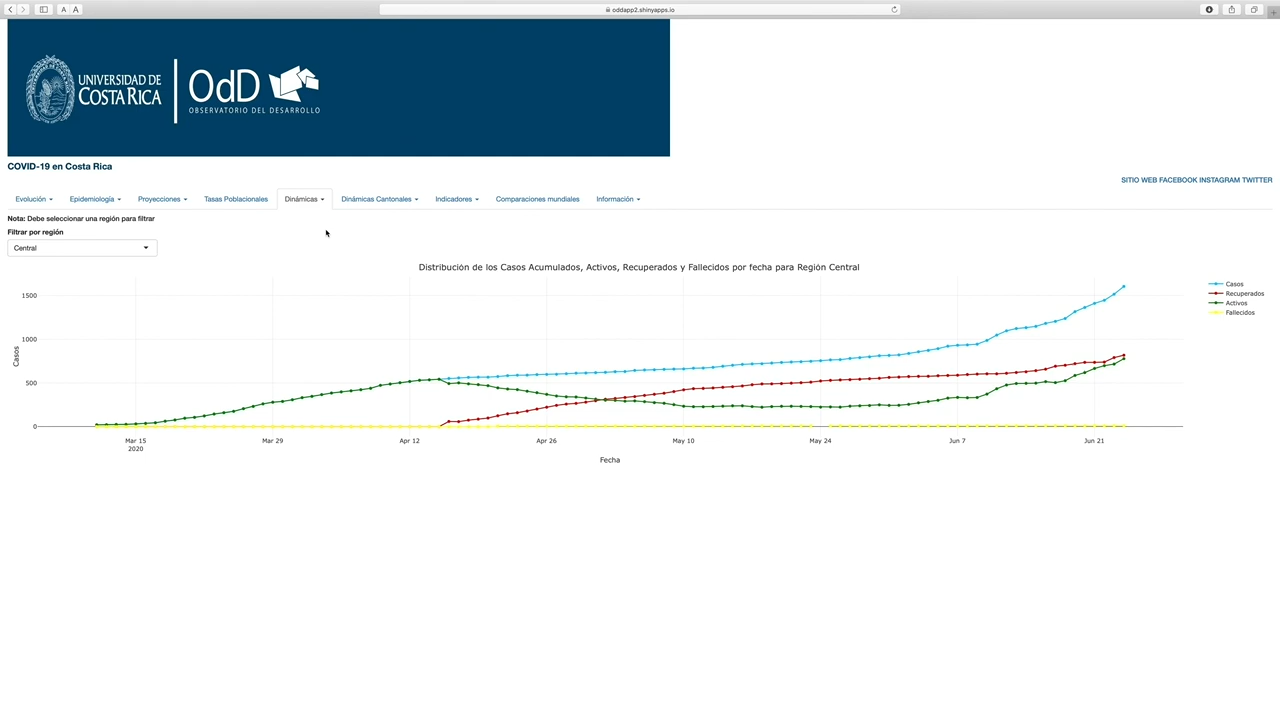 A A
oddapp2.shinyapps.io
UNIVERSIDAD DE
COSTA RICA
OdD
OBSERVATORIO DEL DESARROLLO
COVID-19 en Costa Rica
SITIO WEB FACEBOOK INSTAGRAM TWITTER
Evolución Epidemiología Proyecciones Tasas Poblacionales Dinámicas Dinámicas Cantonales Indicadores Comparaciones mundiales Información
Nota: Debe seleccionar una región para filtrar
Filtrar por región
Central
Distribución de los Casos Acumulados, Activos, Recuperados y Fallecidos por fecha para Región Central
Casos
Recuperados
Activos
Fallecidos
1500
1000
500
0
Casos
Mar 15 Mar 29 Apr 12 Apr 26 May 10 May 24 Jun 7 Jun 21
2020
Fecha